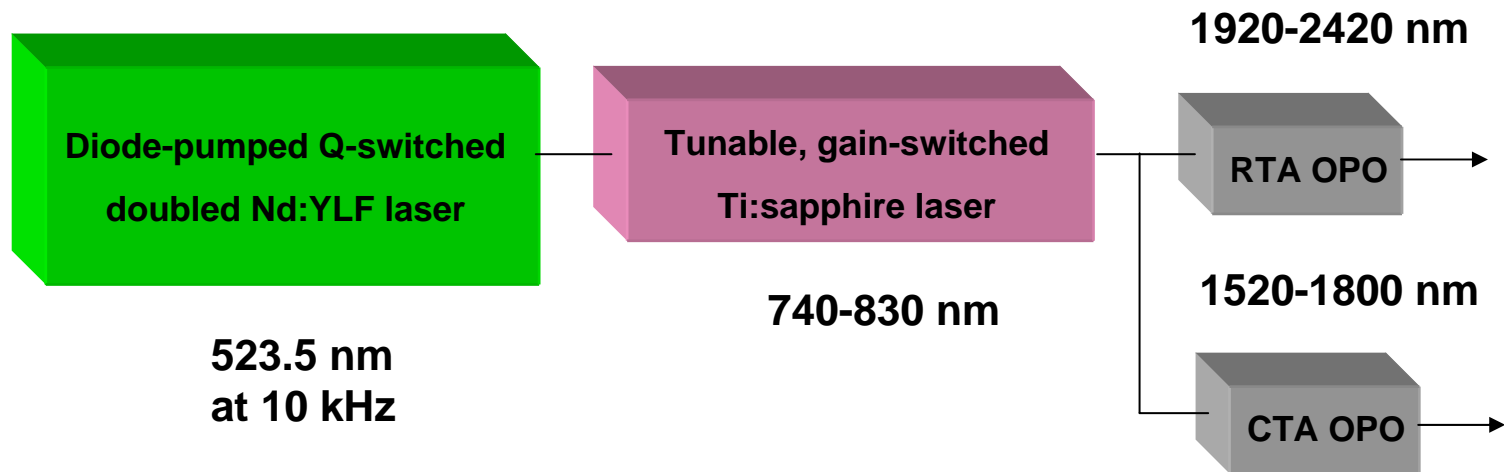 1920-2420 nm
Diode-pumped Q-switched
doubled Nd:YLF laser
Tunable, gain-switched
Ti:sapphire laser
RTA OPO
523.5 nm
at 10 kHz
740-830 nm
1520-1800 nm
CTA OPO